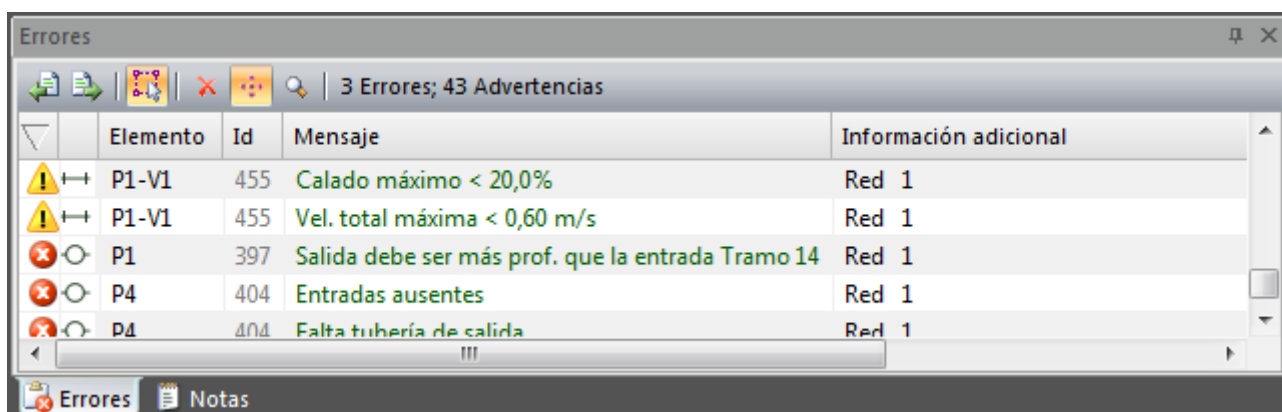 Errores
3 Errores; 43 Advertencias
Elemento Id Mensaje Información adicional
P1-V1 455 Calado máximo < 20,0% Red 1
P1-V1 455 Vel. total máxima < 0,60 m/s Red 1
P1 397 Salida debe ser más prof. que la entrada Tramo 14 Red 1
P4 404 Entradas ausentes Red 1
P4 404 Falta tubería de salida Red 1
Errores Notas